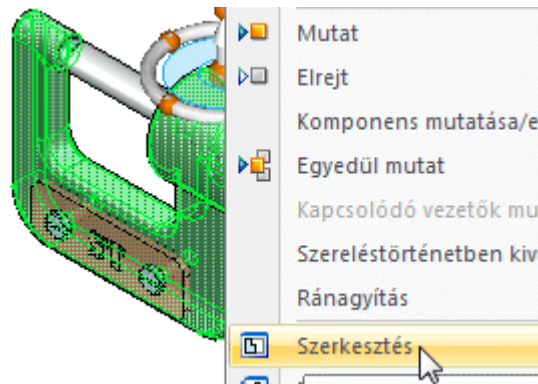 Mutat
Elrejt
Komponens mutatása/e
Egyedül mutat
Kapcsolódó vezetők mu
Szereléstörténetben kiv
Ránagyítás
Szerkesztés